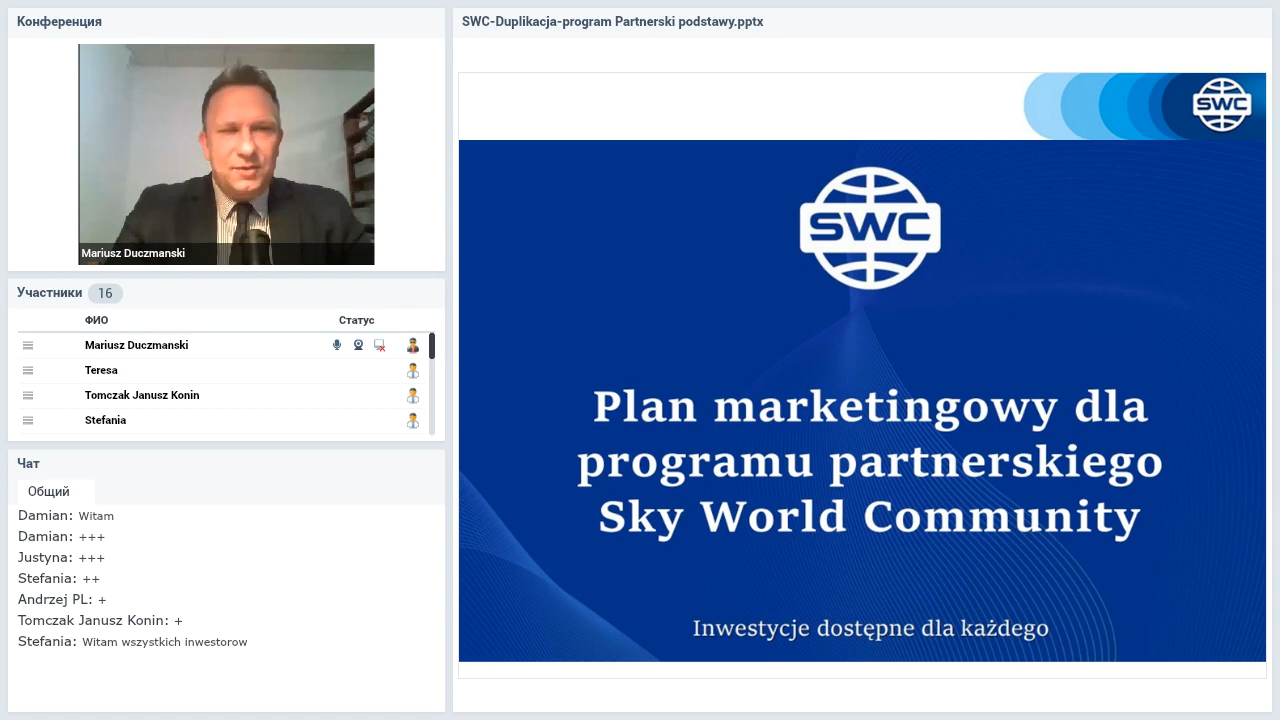 Конференция
Mariusz Duczmanski
Участники 16
ФИО Статус
Mariusz Duczmanski
Teresa
Tomczak Janusz Konin
Stefania
Чат
Общий
Damian: Witam
Damian: +++
Justyna: +++
Stefania: ++
Andrzej PL: +
Tomczak Janusz Konin: +
Stefania: Witam wszystkich inwestorow
SWC-Duplikacja-program Partnerski podstawy.pptx
SWC
SWC
Plan marketingowy dla
programu partnerskiego
Sky World Community
Inwestycje dostępne dla każdego